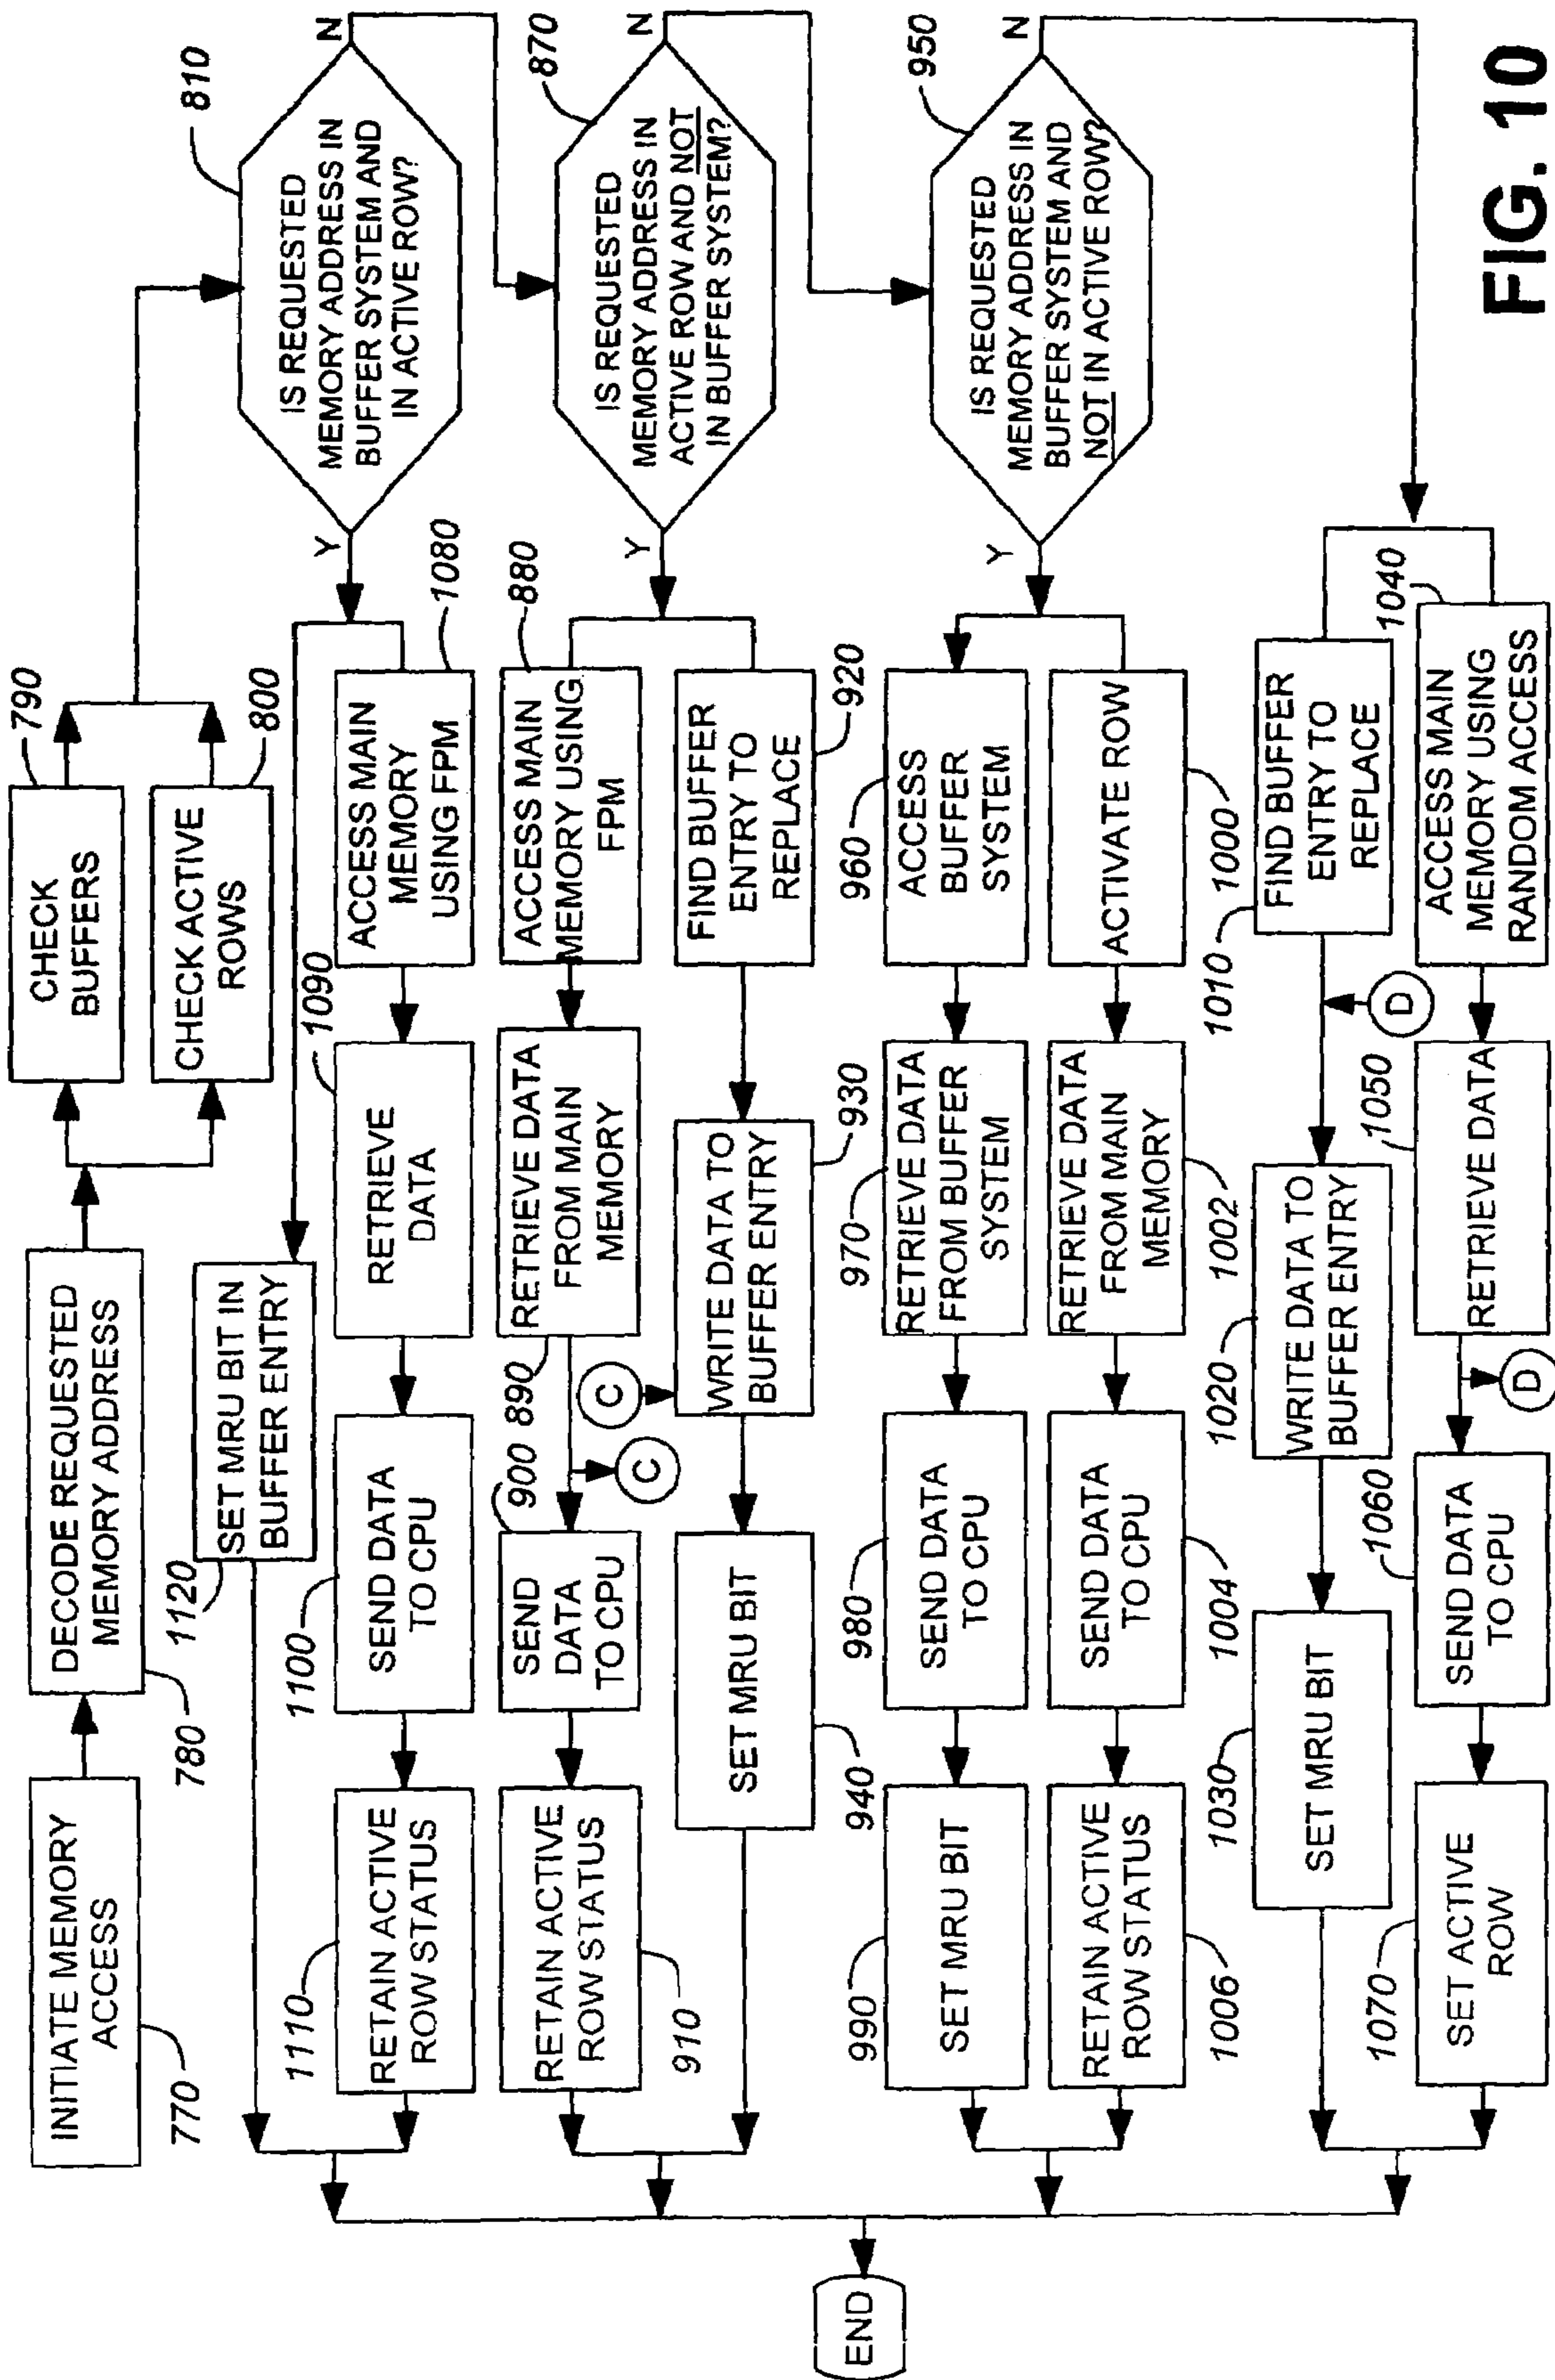 INITIATE MEMORY
ACCESS
770
DECODE REQUESTED
MEMORY ADDRESS
780
CHECK
BUFFERS
790
CHECK ACTIVE
ROWS
800
IS REQUESTED
MEMORY ADDRESS IN
BUFFER SYSTEM AND
IN ACTIVE ROW?
810
N
Y
SET MRU BIT IN
BUFFER ENTRY
1120
ACCESS MAIN
MEMORY
USING FPM
1080
RETRIEVE
DATA
1090
SEND DATA
TO CPU
1100
RETAIN ACTIVE
ROW STATUS
1110
IS REQUESTED
MEMORY ADDRESS IN
ACTIVE ROW AND NOT
IN BUFFER SYSTEM?
870
N
Y
ACCESS MAIN
MEMORY USING
FPM
880
RETRIEVE DATA
FROM MAIN
MEMORY
890
C
SEND
DATA
TO CPU
900
RETAIN ACTIVE
ROW STATUS
910
FIND BUFFER
ENTRY TO
REPLACE
920
C
WRITE DATA TO
BUFFER ENTRY
930
SET MRU BIT
940
IS REQUESTED
MEMORY ADDRESS IN
BUFFER SYSTEM AND
NOT IN ACTIVE ROW?
950
N
Y
ACCESS
BUFFER
SYSTEM
960
RETRIEVE DATA
FROM BUFFER
SYSTEM
970
SEND DATA
TO CPU
980
SET MRU BIT
990
ACTIVATE ROW
1000
RETRIEVE DATA
FROM MAIN
MEMORY
1002
SEND DATA
TO CPU
1004
RETAIN ACTIVE
ROW STATUS
1006
FIND BUFFER
ENTRY TO
REPLACE
1010
D
WRITE DATA TO
BUFFER ENTRY
1020
SET MRU BIT
1030
ACCESS MAIN
MEMORY USING
RANDOM ACCESS
1040
RETRIEVE DATA
1050
D
SEND DATA
TO CPU
1060
SET ACTIVE
ROW
1070
END
FIG. 10